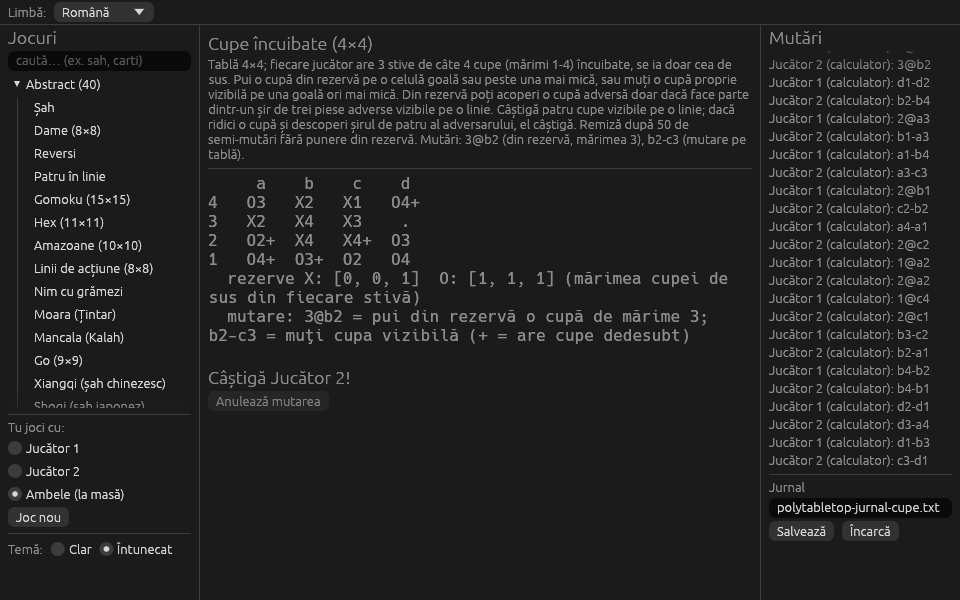 Limbă: Română
Jocuri
caută... (ex. sah, carti)
Abstract (40)
Șah
Dame (8×8)
Reversi
Patru în linie
Gomoku (15×15)
Hex (11×11)
Amazoane (10×10)
Linii de acțiune (8×8)
Nim cu grămezi
Moara (Țintar)
Mancala (Kalah)
Go (9×9)
Xiangqi (șah chinezesc)
Shogi (șah japonez)
Tu joci cu:
Jucător 1
Jucător 2
Ambele (la masă)
Joc nou
Temă: Clar Întunecat
Cupe încuibate (4×4)
Tablă 4×4; fiecare jucător are 3 stive de câte 4 cupe (mărimi 1-4) încuibate, se ia doar cea de
sus. Pui o cupă din rezervă pe o celulă goală sau peste una mai mică, sau muți o cupă proprie
vizibilă pe una goală ori mai mică. Din rezervă poți acoperi o cupă adversă doar dacă face parte
dintr-un șir de trei piese adverse vizibile pe o linie. Câștigă patru cupe vizibile pe o linie; dacă
ridici o cupă și descoperi șirul de patru al adversarului, el câștigă. Remiză după 50 de
semi-mutări fără punere din rezervă. Mutări: 3@b2 (din rezervă, mărimea 3), b2-c3 (mutare pe
tablă).
a b c d
4 O3 X2 X1 O4+
3 X2 X4 X3 .
2 O2+ X4 X4+ O3
1 O4+ O3+ O2 O4
rezerve X: [0, 0, 1] O: [1, 1, 1] (mărimea cupei de
sus din fiecare stivă)
mutare: 3@b2 = pui din rezervă o cupă de mărime 3;
b2-c3 = muţi cupa vizibilă (+ = are cupe dedesubt)
Câștigă Jucător 2!
Anulează mutarea
Mutări
Jucător 2 (calculator): 3@b2
Jucător 1 (calculator): d1-d2
Jucător 2 (calculator): b2-b4
Jucător 1 (calculator): 2@a3
Jucător 2 (calculator): b1-a3
Jucător 1 (calculator): a1-b4
Jucător 2 (calculator): a3-c3
Jucător 1 (calculator): 2@b1
Jucător 2 (calculator): c2-b2
Jucător 1 (calculator): a4-a1
Jucător 2 (calculator): 2@c2
Jucător 1 (calculator): 1@a2
Jucător 2 (calculator): 2@a2
Jucător 1 (calculator): 1@c4
Jucător 2 (calculator): 2@c1
Jucător 1 (calculator): b3-c2
Jucător 2 (calculator): b2-a1
Jucător 1 (calculator): b4-b2
Jucător 2 (calculator): b4-b1
Jucător 1 (calculator): d2-d1
Jucător 2 (calculator): d3-a4
Jucător 1 (calculator): d1-b3
Jucător 2 (calculator): c3-d1
Jurnal
polytabletop-jurnal-cupe.txt
Salvează Încarcă